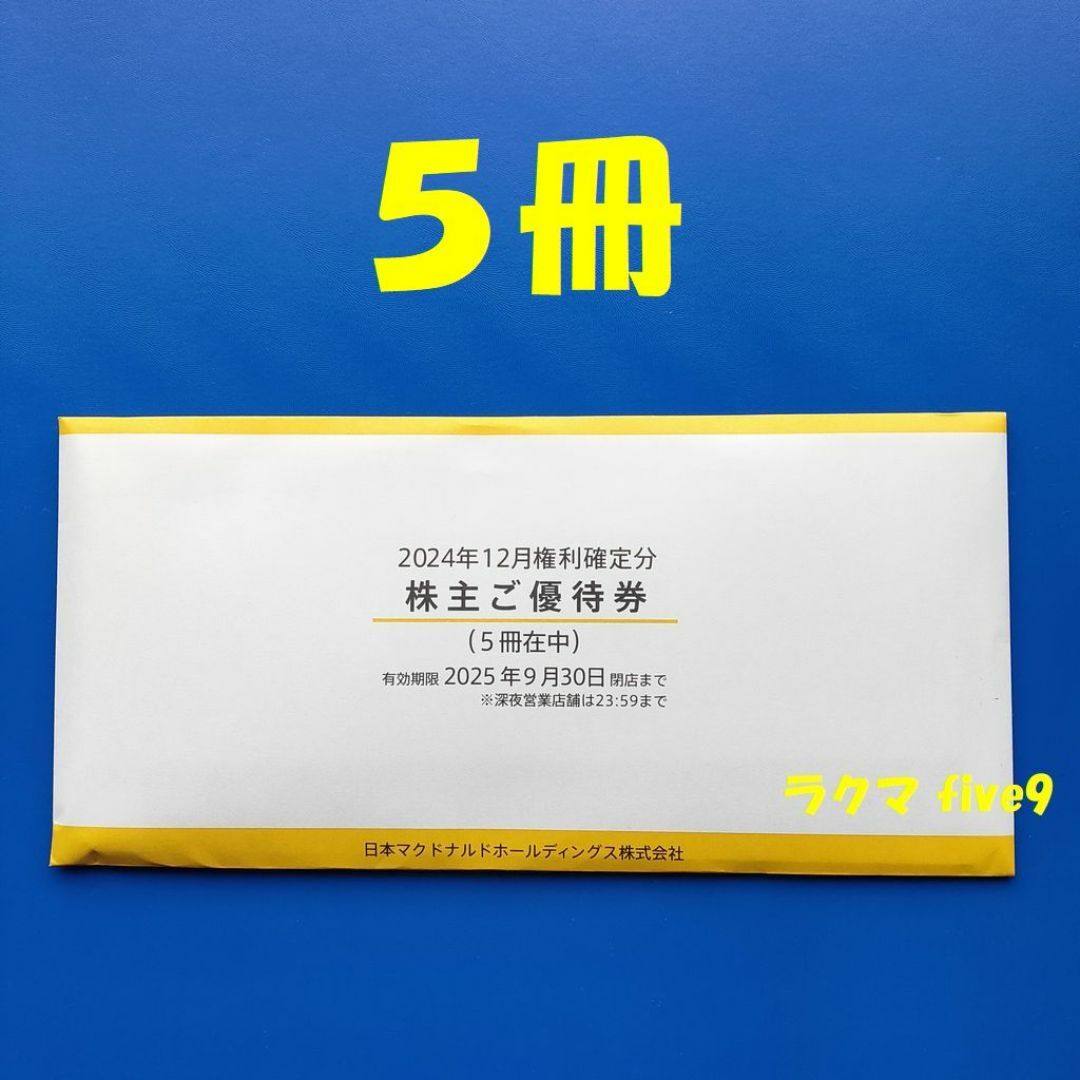 5冊
2024年12月権利確定分
株主ご優待券
(5冊在中)
有効期限 2025年9月30日 閉店まで
※深夜営業店舗は23:59まで
ラクマ five9
日本マクドナルドホールディングス株式会社